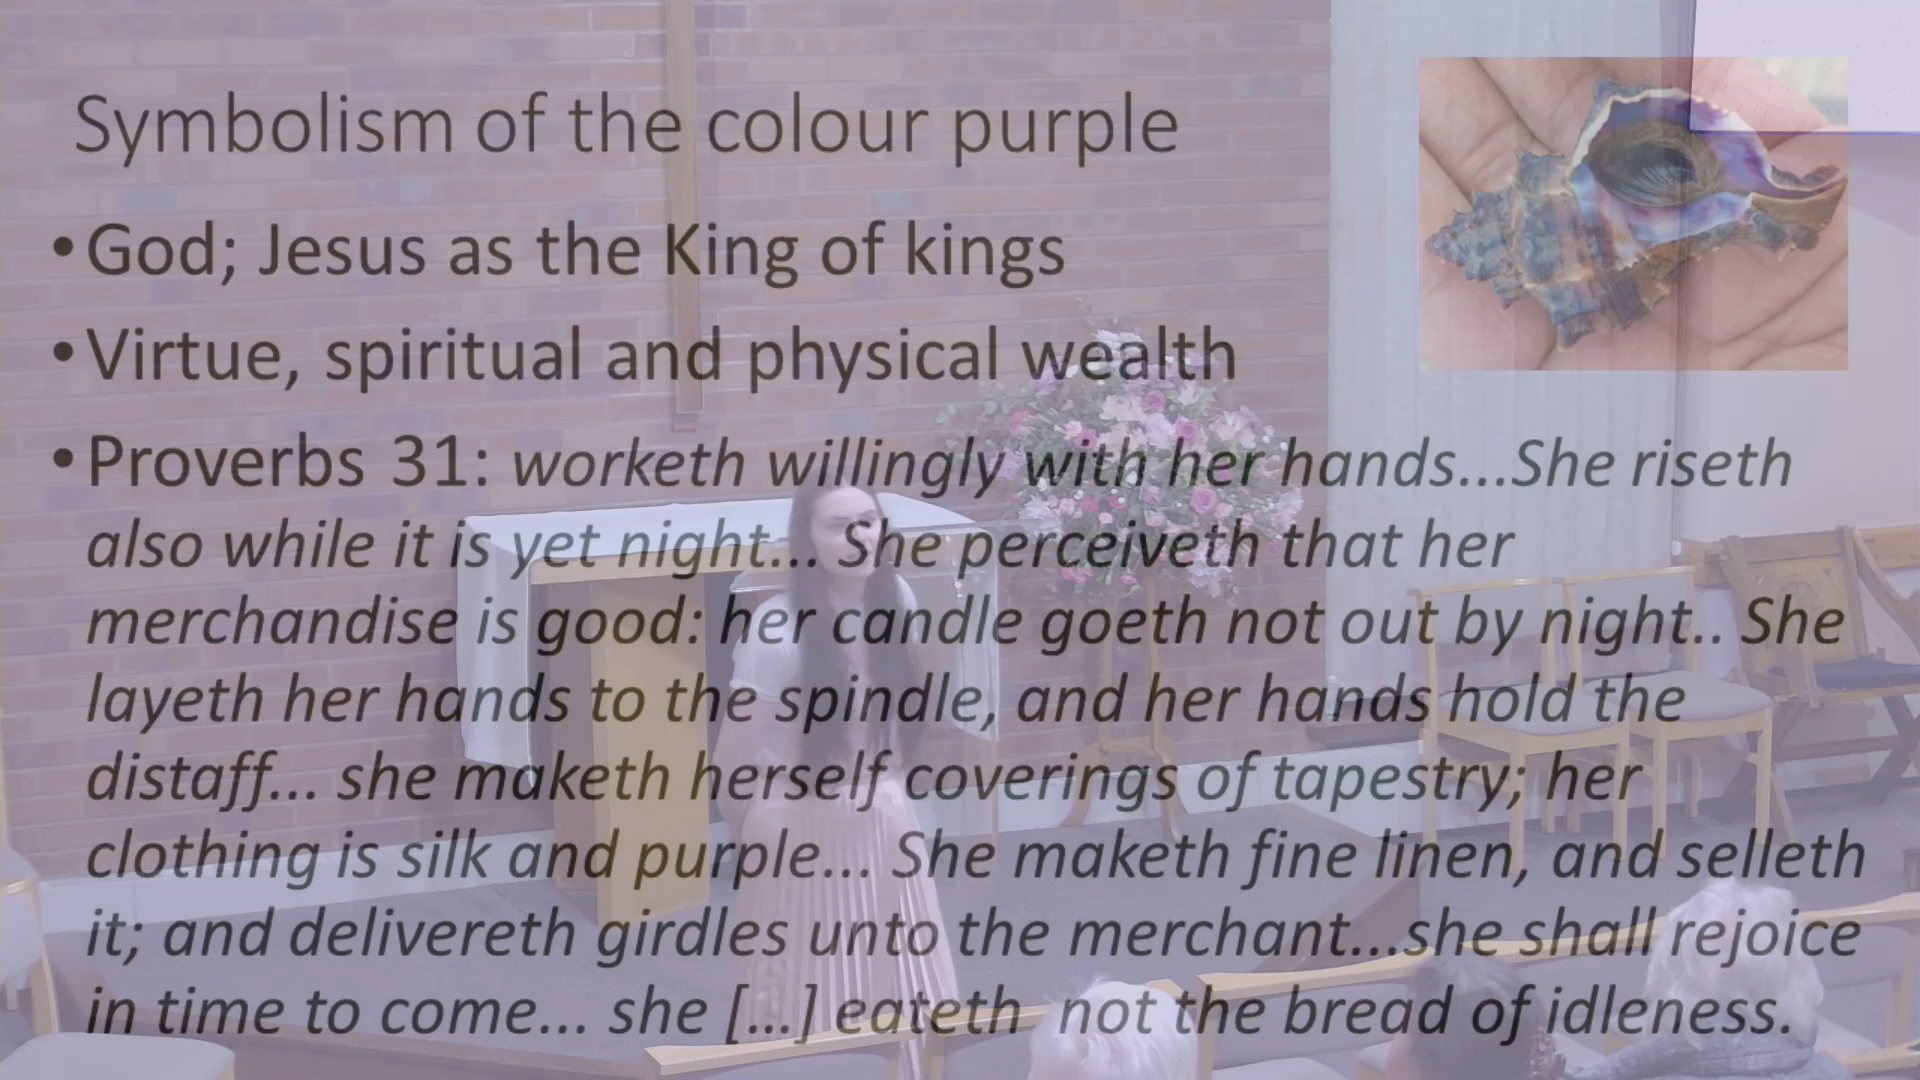 Symbolism of the colour purple
•God; Jesus as the King of kings
•Virtue, spiritual and physical wealth
•Proverbs 31: worketh willingly with her hands...She riseth
also while it is yet night... She perceiveth that her
merchandise is good: her candle goeth not out by night.. She
layeth her hands to the spindle, and her hands hold the
distaff... she maketh herself coverings of tapestry; her
clothing is silk and purple... She maketh fine linen, and selleth
it; and delivereth girdles unto the merchant...she shall rejoice
in time to come... she [...] eateth  not the bread of idleness.